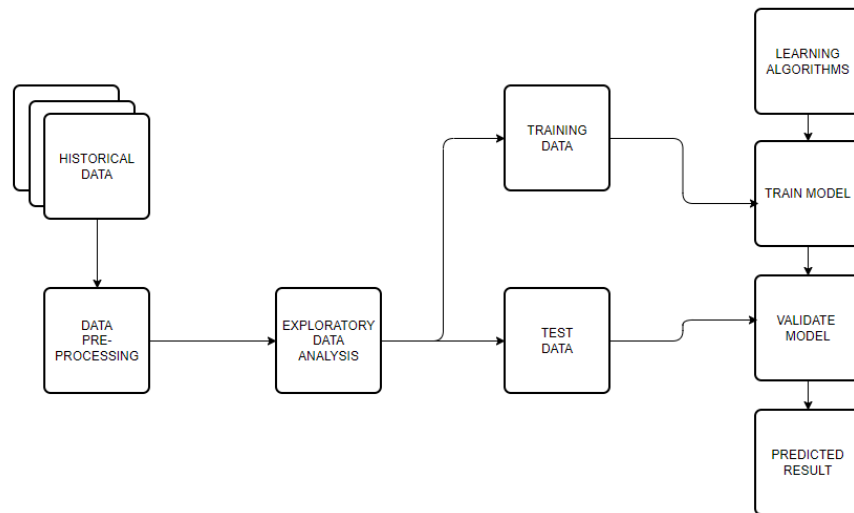 HISTORICAL
DATA
DATA
PRE-
PROCESSING
EXPLORATORY
DATA
ANALYSIS
TRAINING
DATA
TEST
DATA
LEARNING
ALGORITHMS
TRAIN MODEL
VALIDATE
MODEL
PREDICTED
RESULT